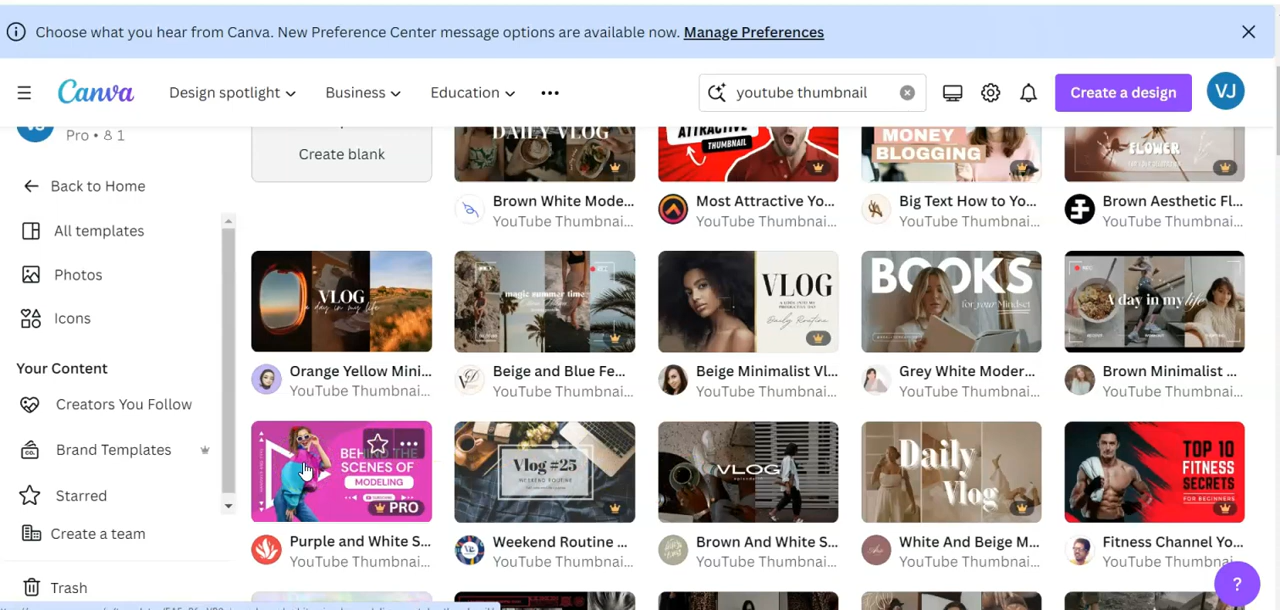 Choose what you hear from Canva. New Preference Center message options are available now. Manage Preferences
Canva
Design spotlight
Business
Education
youtube thumbnail
Create a design
VJ
Pro • 8 1
Back to Home
All templates
Photos
Icons
Your Content
Creators You Follow
Brand Templates
Starred
Create a team
Trash
Create blank
DAILY VLOG
Brown White Mode...
YouTube Thumbnai...
ATTRACTIVE
THUMBNAIL
Most Attractive Yo...
YouTube Thumbnai...
MONEY
BLOGGING
Big Text How to Yo...
YouTube Thumbnai...
FLOWER
Brown Aesthetic Fl...
YouTube Thumbnai...
VLOG
a day in my life
Orange Yellow Mini...
YouTube Thumbnai...
magic summer time
Beige and Blue Fe...
YouTube Thumbnai...
VLOG
Daily Routine
Beige Minimalist Vl...
YouTube Thumbnai...
BOOKS
for your Mindset
Grey White Moder...
YouTube Thumbnai...
REC
A day in my life
Brown Minimalist ...
YouTube Thumbnai...
BEHIND THE
SCENES OF
MODELING
SUBSCRIBE
PRO
Purple and White S...
YouTube Thumbnai...
Vlog #25
WEEKEND ROUTINE
Weekend Routine ...
YouTube Thumbnai...
VLOG
Brown And White S...
YouTube Thumbnai...
Daily
Vlog
White And Beige M...
YouTube Thumbnai...
TOP 10
FITNESS
SECRETS
FOR BEGINNERS
Fitness Channel Yo...
YouTube Thumbnai...
?